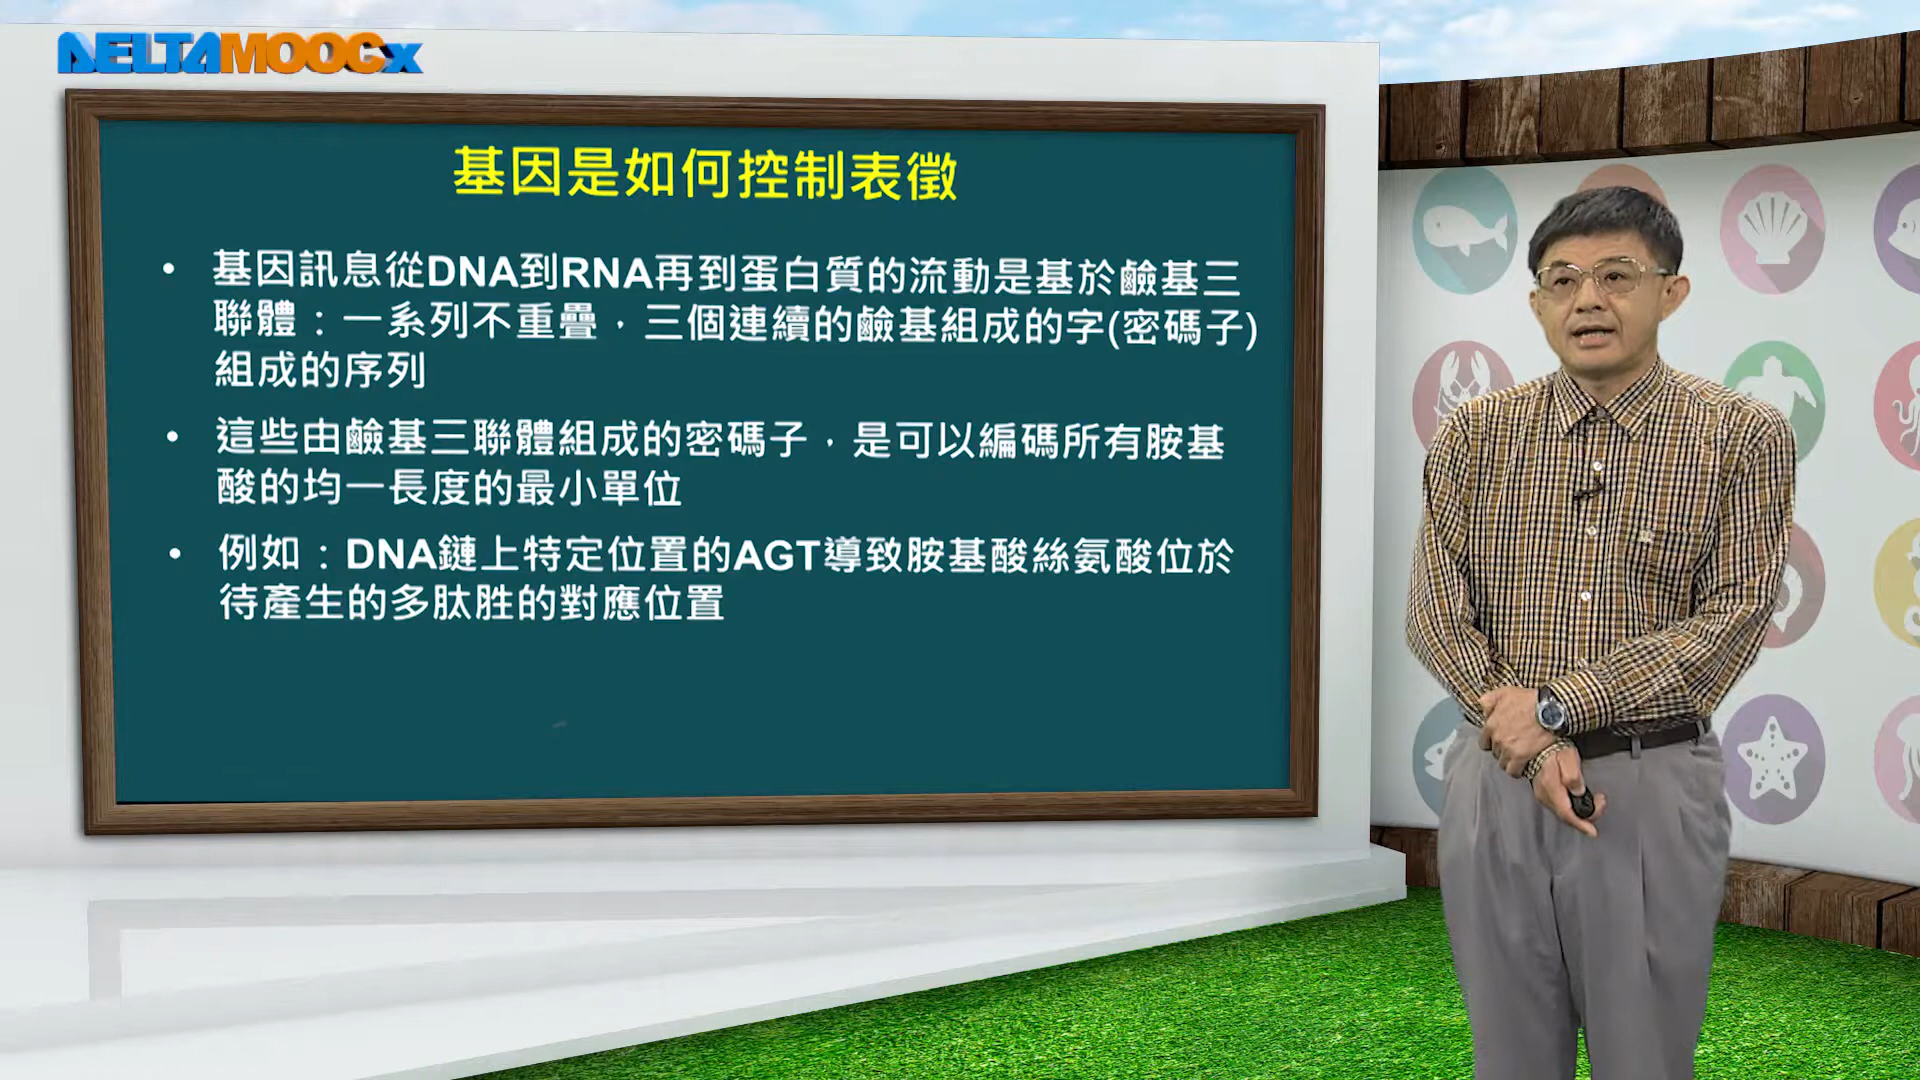 DELTAMOOCx
基因是如何控制表徵
• 基因訊息從DNA到RNA再到蛋白質的流動是基於鹼基三
聯體：一系列不重疊，三個連續的鹼基組成的字(密碼子)
組成的序列
• 這些由鹼基三聯體組成的密碼子，是可以編碼所有胺基
酸的均一長度的最小單位
• 例如：DNA鏈上特定位置的AGT導致胺基酸絲氨酸位於
待產生的多肽胜的對應位置